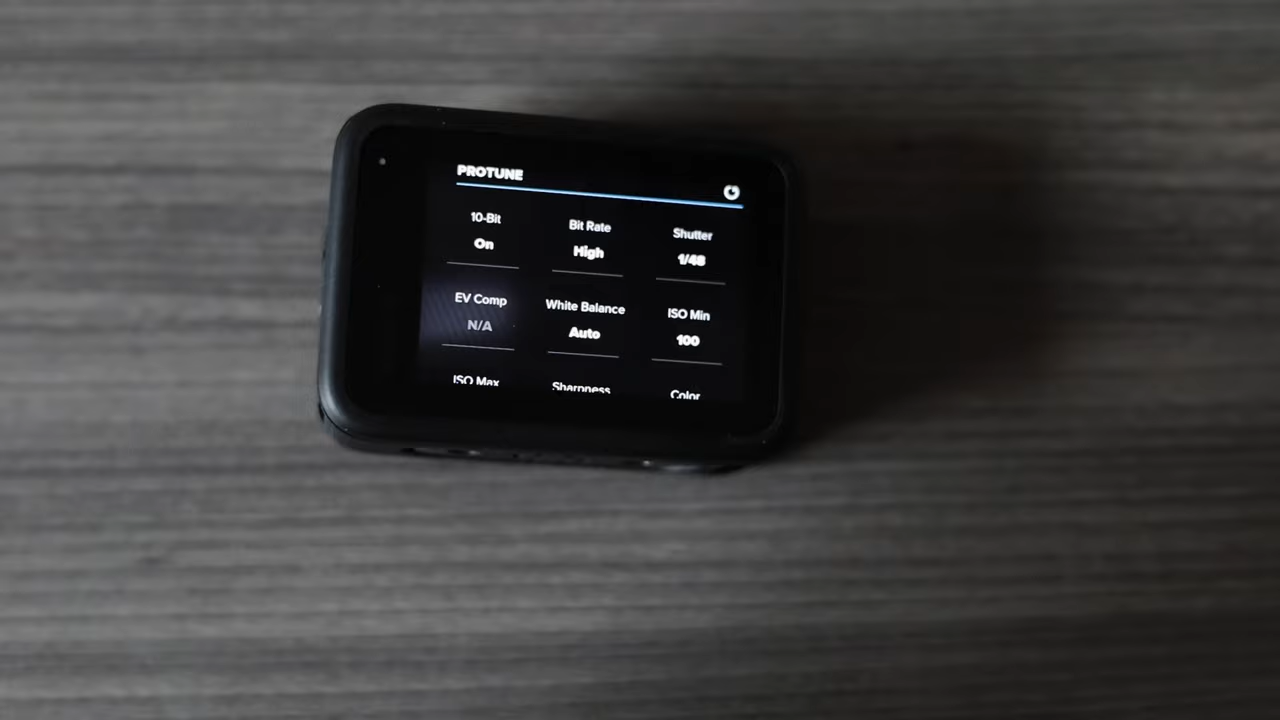 PROTUNE
10-Bit Bit Rate Shutter
On High 1/48
EV Comp White Balance ISO Min
N/A Auto 100
ISO Max Sharpness Color